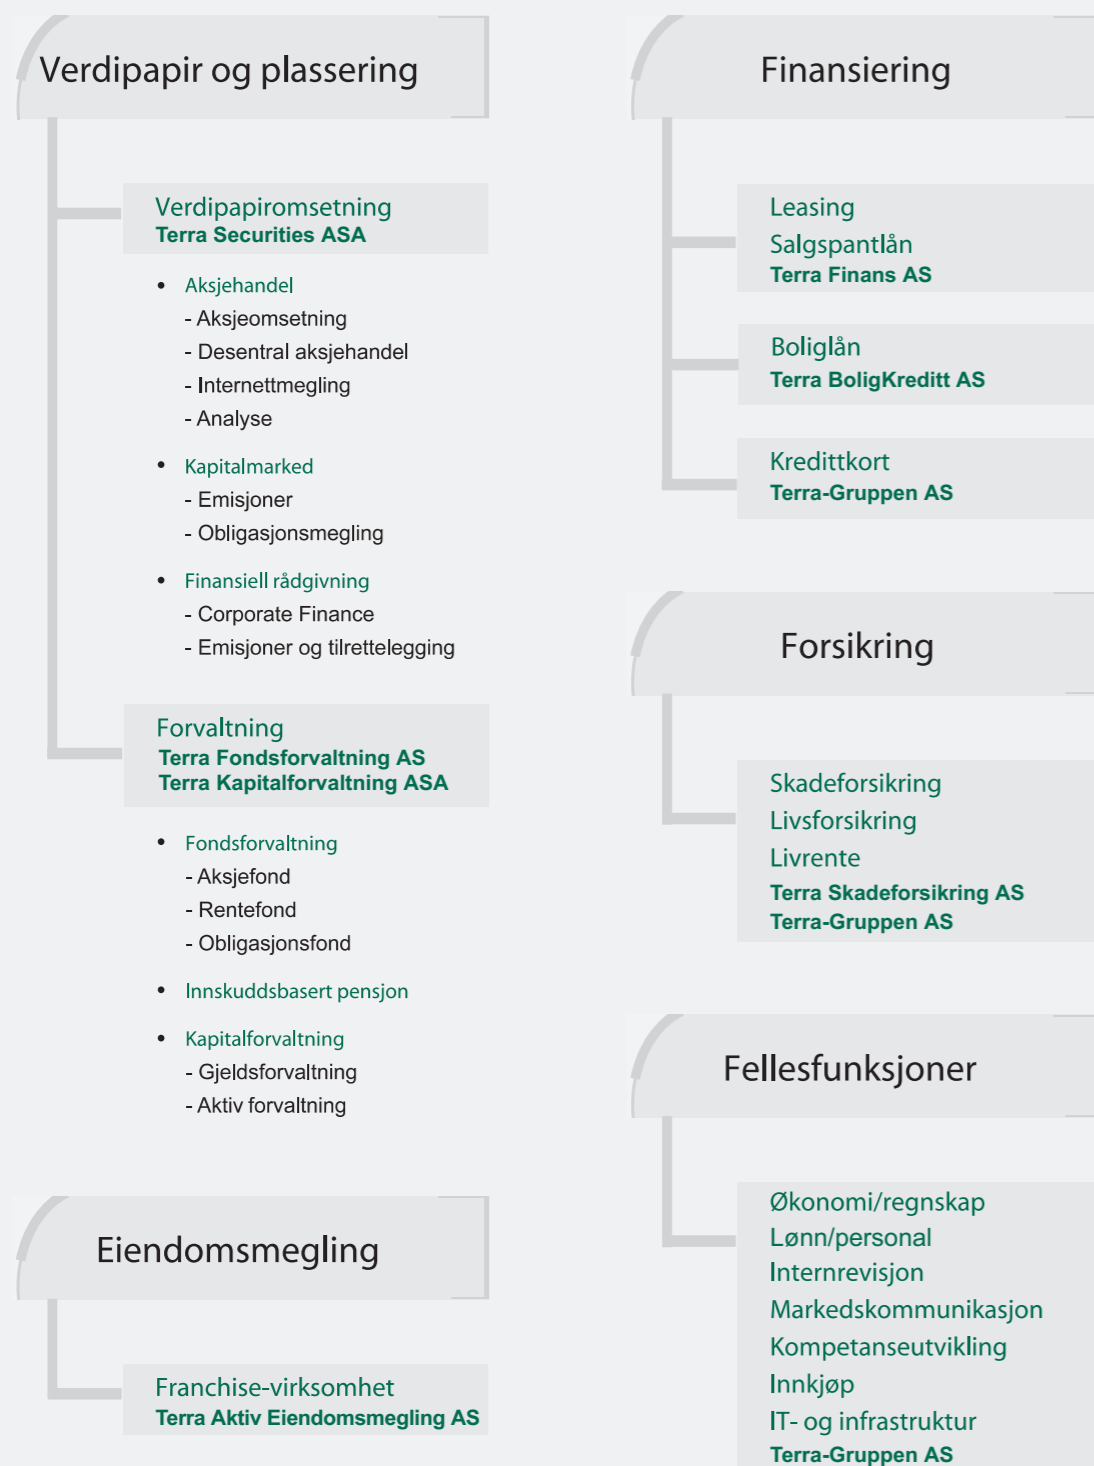 Verdipapir og plassering
Verdipapiromsetning
Terra Securities ASA
• Aksjehandel
- Aksjeomsetning
- Desentral aksjehandel
- Internettmegling
- Analyse
• Kapitalmarked
- Emisjoner
- Obligasjonsmegling
• Finansiell rådgivning
- Corporate Finance
- Emisjoner og tilrettelegging
Forvaltning
Terra Fondsforvaltning AS
Terra Kapitalforvaltning ASA
• Fondsforvaltning
- Aksjefond
- Rentefond
- Obligasjonsfond
• Innskuddsbasert pensjon
• Kapitalforvaltning
- Gjeldsforvaltning
- Aktiv forvaltning
Eiendomsmegling
Franchise-virksomhet
Terra Aktiv Eiendomsmegling AS
Finansiering
Leasing
Salgspantlån
Terra Finans AS
Boliglån
Terra BoligKreditt AS
Kredittkort
Terra-Gruppen AS
Forsikring
Skadeforsikring
Livsforsikring
Livrente
Terra Skadeforsikring AS
Terra-Gruppen AS
Fellesfunksjoner
Økonomi/regnskap
Lønn/personal
Internrevisjon
Markedskommunikasjon
Kompetanseutvikling
Innkjøp
IT- og infrastruktur
Terra-Gruppen AS